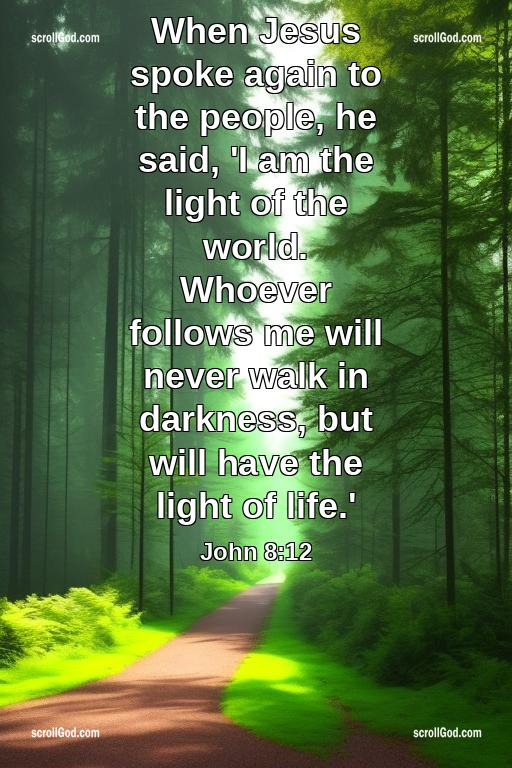 scrollGod.com
scrollGod.com
When Jesus
spoke again to
the people, he
said, 'I am the
light of the
world.
Whoever
follows me will
never walk in
darkness, but
will have the
light of life.'
John 8:12
scrollGod.com
scrollGod.com